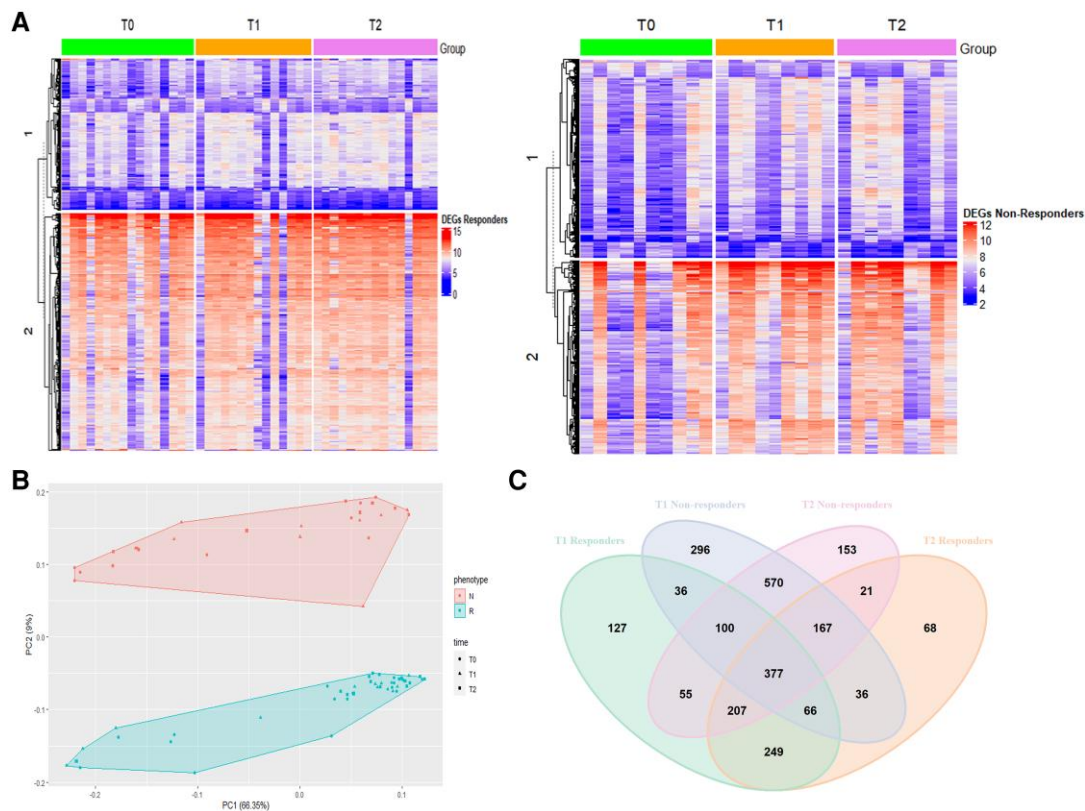 A
T0 T1 T2
Group
1
2
DEGs Responders
15
10
5
0
T0 T1 T2
Group
1
2
DEGs Non-Responders
12
10
8
6
4
2
B
0.2
0.1
0.0
-0.1
-0.2
PC2 (9%)
-0.2 -0.1 0.0 0.1
PC1 (66.35%)
phenotype
N
R
time
T0
T1
T2
C
T1 Non-responders T2 Non-responders
T1 Responders T2 Responders
296 153
36 570 21
127 100 167 68
377
55 36
207 66
249